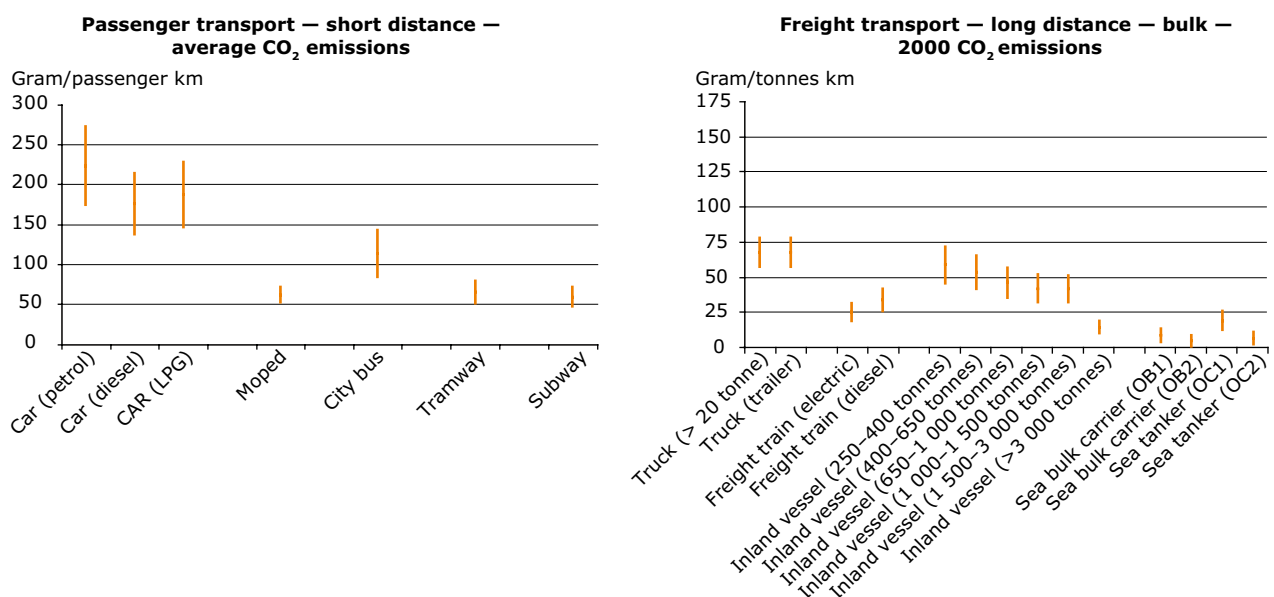 Passenger transport — short distance —
average CO2 emissions
Gram/passenger km
300
250
200
150
100
50
0
Car (petrol)
Car (diesel)
CAR (LPG)
Moped
City bus
Tramway
Subway
Freight transport — long distance — bulk —
2000 CO2 emissions
Gram/tonnes km
175
150
125
100
75
50
25
0
Truck (> 20 tonne)
Truck (trailer)
Freight train (electric)
Freight train (diesel)
Inland vessel (250–400 tonnes)
Inland vessel (400–650 tonnes)
Inland vessel (650–1 000 tonnes)
Inland vessel (1 000–1 500 tonnes)
Inland vessel (1 500–3 000 tonnes)
Inland vessel (>3 000 tonnes)
Sea bulk carrier (OB1)
Sea bulk carrier (OB2)
Sea tanker (OC1)
Sea tanker (OC2)